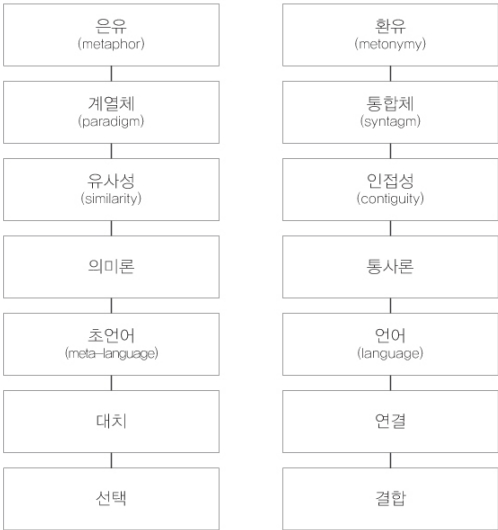 은유
(metaphor)
계열체
(paradigm)
유사성
(similarity)
의미론
초언어
(meta-language)
대치
선택
환유
(metonymy)
통합체
(syntagm)
인접성
(contiguity)
통사론
언어
(language)
연결
결합